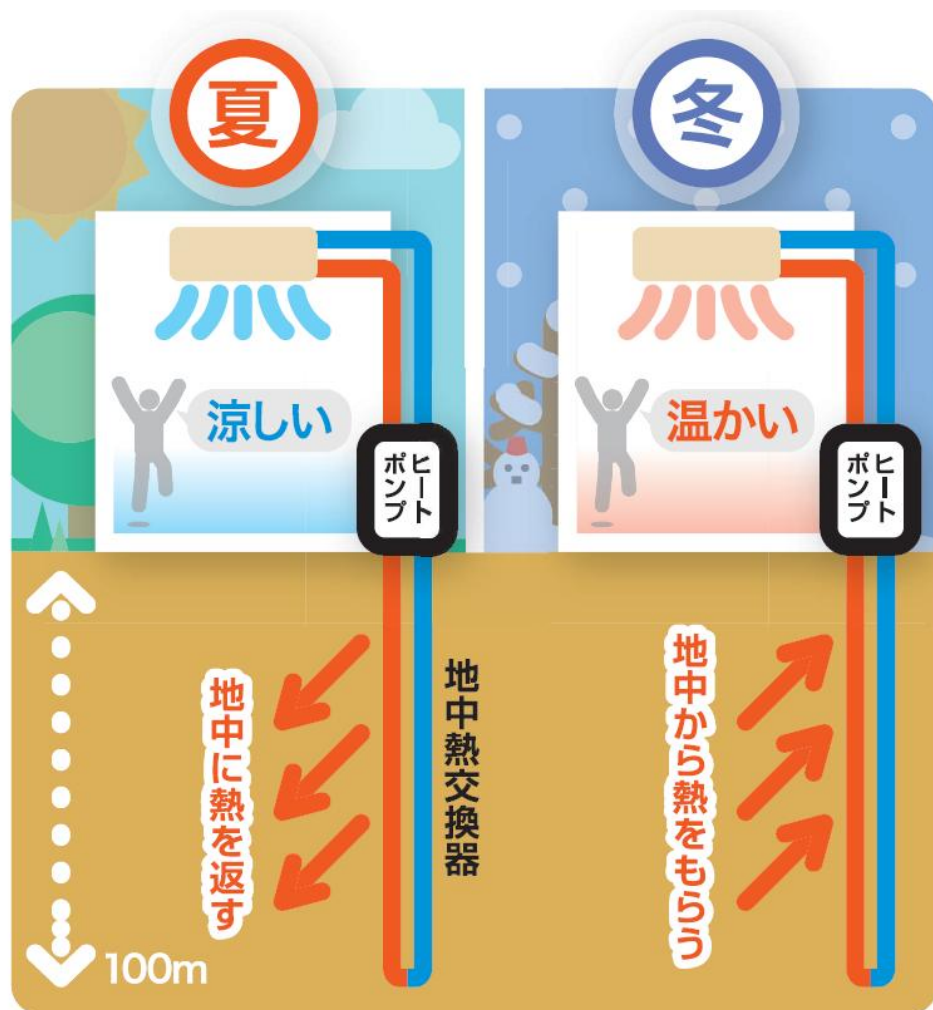 夏
涼しい
ヒート
ポンプ
地中に熱を返す
地中熱交換器
100m
冬
温かい
ヒート
ポンプ
地中から熱をもらう